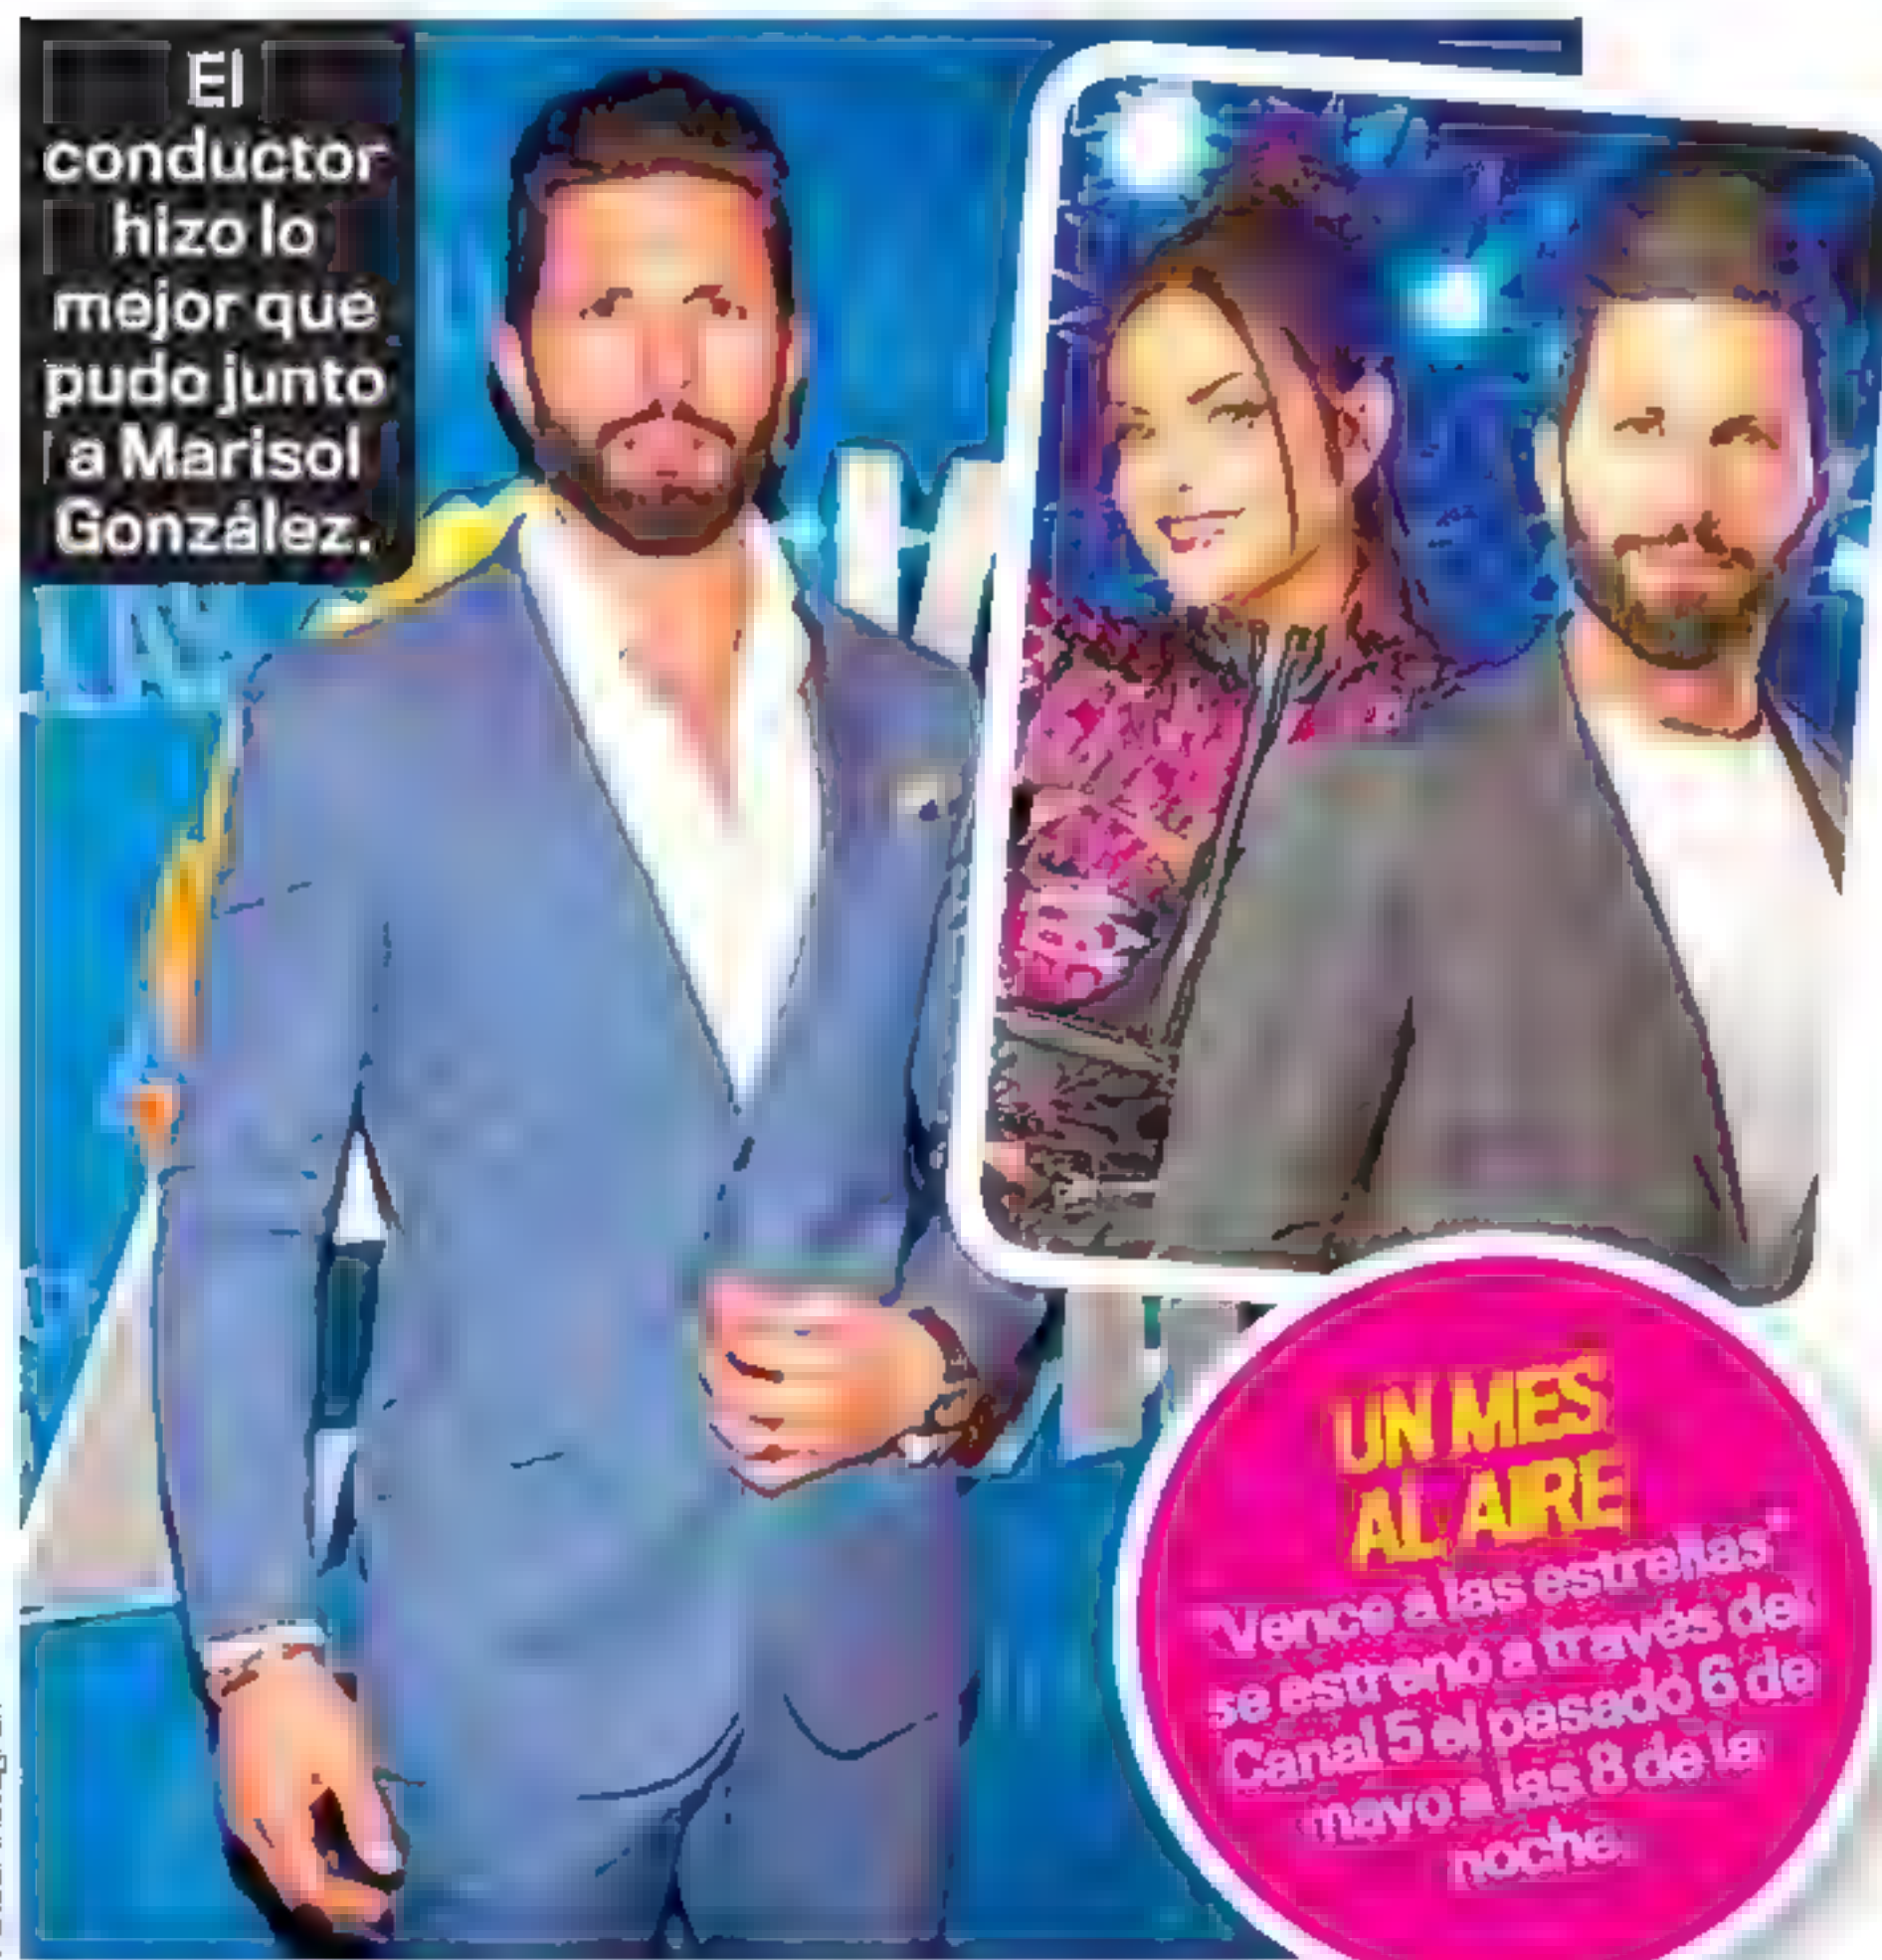 El
conductor
hizo lo
mejor que
pudo junto
a Marisol
González.
UN MES
AL AIRE
"Vence a las estrellas"
se estrenó a través del
Canal 5 el pasado 6 de
mayo a las 8 de la
noche.